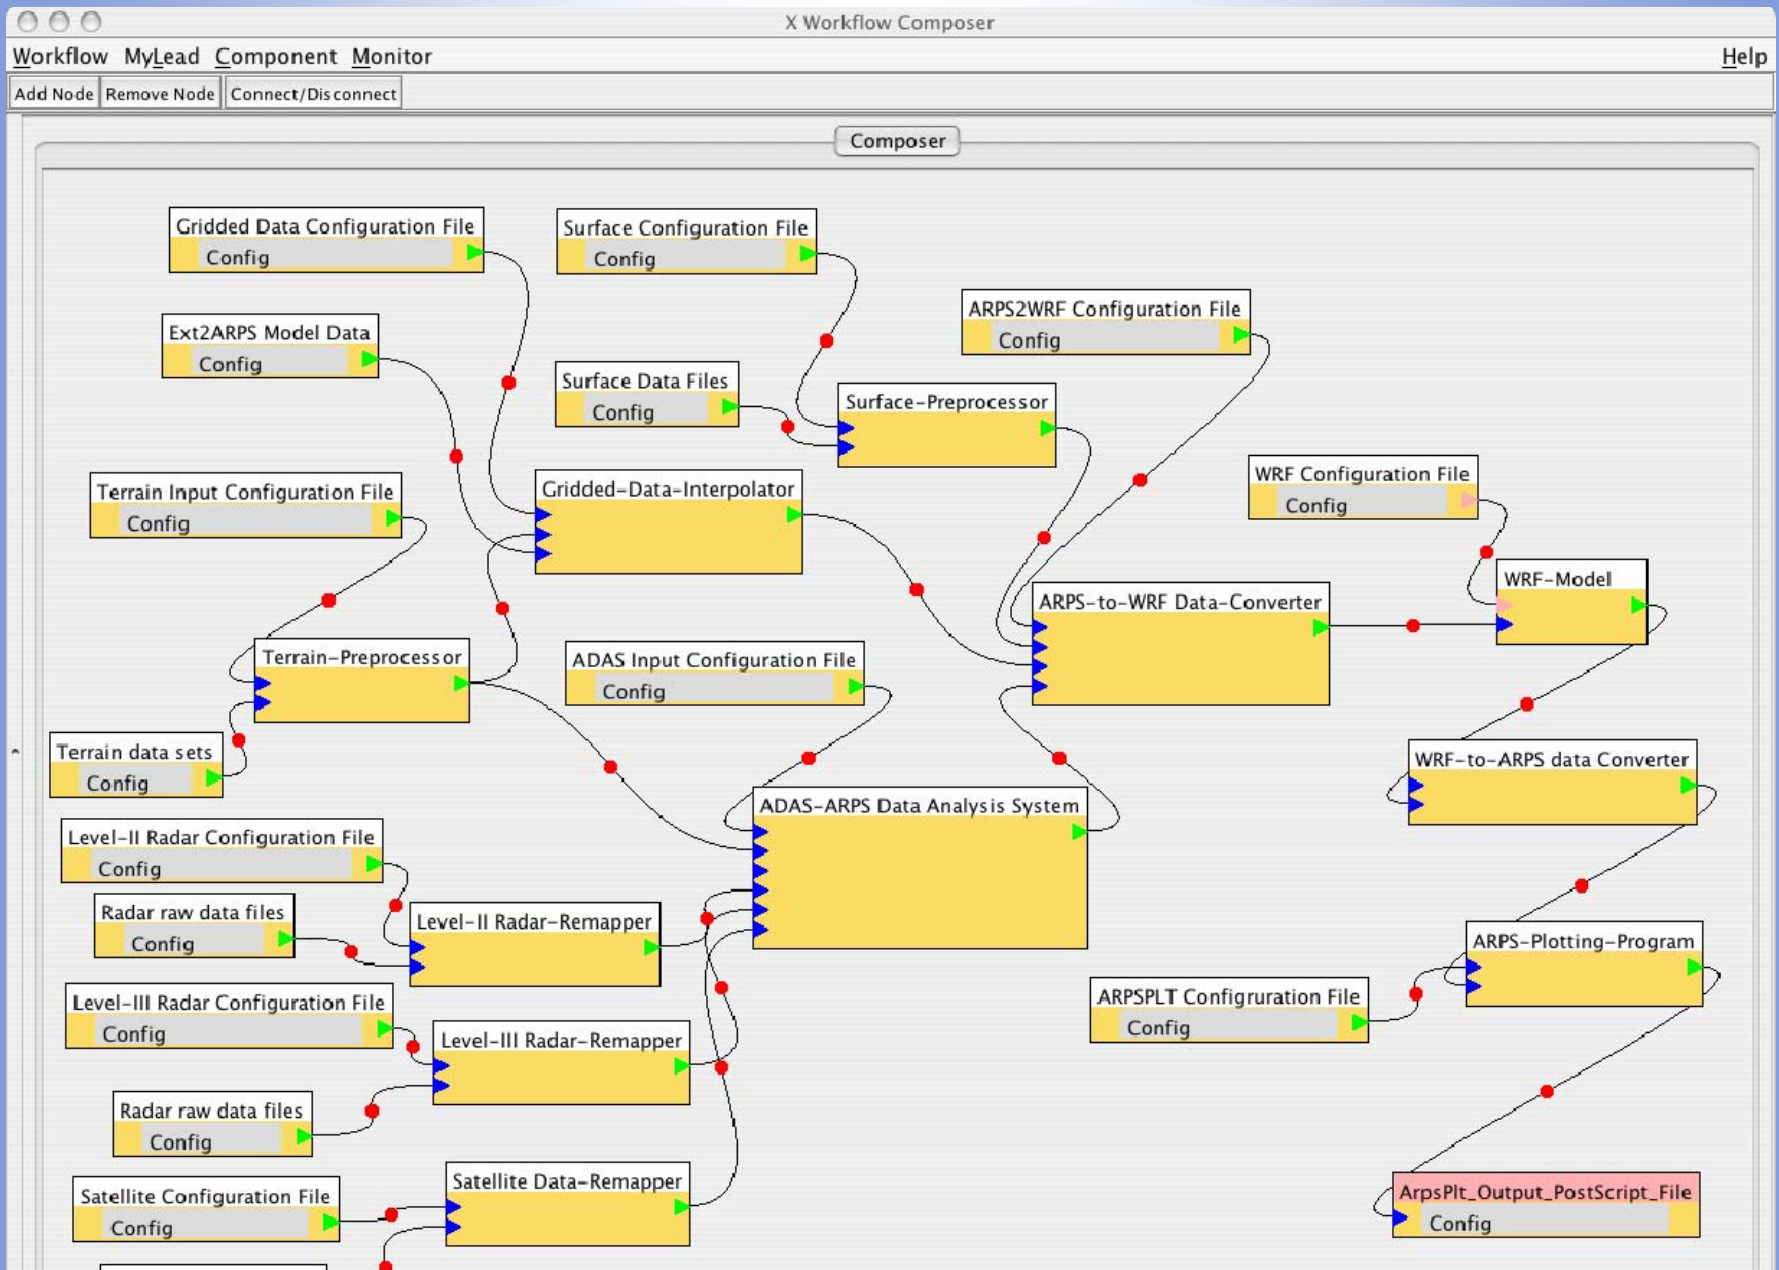 X Workflow Composer
Workflow MyLead Component Monitor Help
Add Node Remove Node Connect/Disconnect
Composer
Gridded Data Configuration File
Config
Surface Configuration File
Config
ARPS2WRF Configuration File
Config
Ext2ARPS Model Data
Config
Surface Data Files
Config
Surface-Preprocessor
WRF Configuration File
Config
Terrain Input Configuration File
Config
Gridded-Data-Interpolator
WRF-Model
ARPS-to-WRF Data-Converter
Terrain-Preprocessor
ADAS Input Configuration File
Config
Terrain data sets
Config
WRF-to-ARPS data Converter
ADAS-ARPS Data Analysis System
Level-II Radar Configuration File
Config
Radar raw data files
Config
Level-II Radar-Remapper
ARPS-Plotting-Program
ARPSPLT Configruration File
Config
Level-III Radar Configuration File
Config
Level-III Radar-Remapper
Radar raw data files
Config
Satellite Data-Remapper
Satellite Configuration File
Config
ArpsPlt_Output_PostScript_File
Config